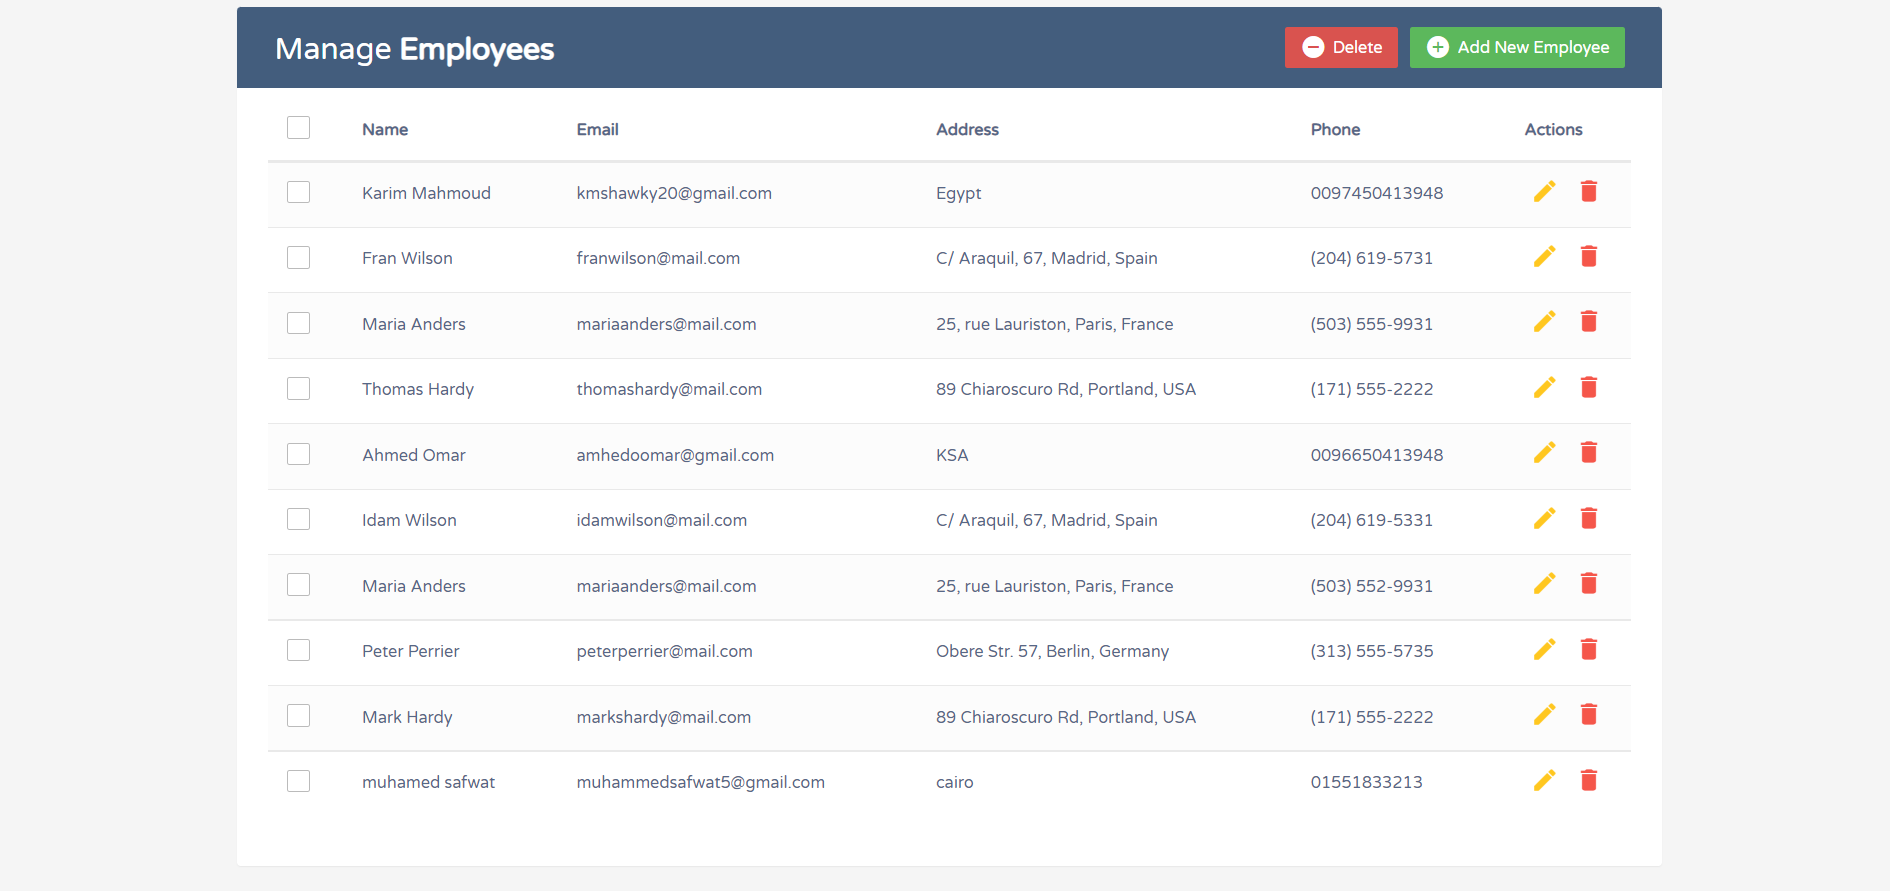 Manage Employees
Delete
Add New Employee
Name Email Address Phone Actions
Karim Mahmoud kmshawky20@gmail.com Egypt 0097450413948
Fran Wilson franwilson@mail.com C/ Araquil, 67, Madrid, Spain (204) 619-5731
Maria Anders mariaanders@mail.com 25, rue Lauriston, Paris, France (503) 555-9931
Thomas Hardy thomashardy@mail.com 89 Chiaroscuro Rd, Portland, USA (171) 555-2222
Ahmed Omar amhedoomar@gmail.com KSA 0096650413948
Idam Wilson idamwilson@mail.com C/ Araquil, 67, Madrid, Spain (204) 619-5331
Maria Anders mariaanders@mail.com 25, rue Lauriston, Paris, France (503) 552-9931
Peter Perrier peterperrier@mail.com Obere Str. 57, Berlin, Germany (313) 555-5735
Mark Hardy markshardy@mail.com 89 Chiaroscuro Rd, Portland, USA (171) 555-2222
muhamed safwat muhammedsafwat5@gmail.com cairo 01551833213